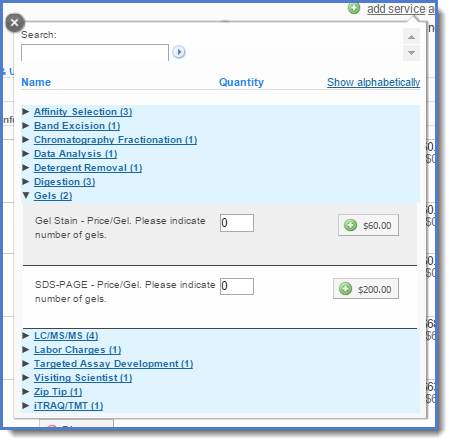 add service a
Search:
Name Quantity Show alphabetically
Affinity Selection (3)
Band Excision (1)
Chromatography Fractionation (1)
Data Analysis (1)
Detergent Removal (1)
Digestion (3)
Gels (2)
Gel Stain - Price/Gel. Please indicate 0 $60.00
number of gels.
SDS-PAGE - Price/Gel. Please indicate 0 $200.00
number of gels.
LC/MS/MS (4)
Labor Charges (1)
Targeted Assay Development (1)
Visiting Scientist (1)
Zip Tip (1)
iTRAQ/TMT (1)